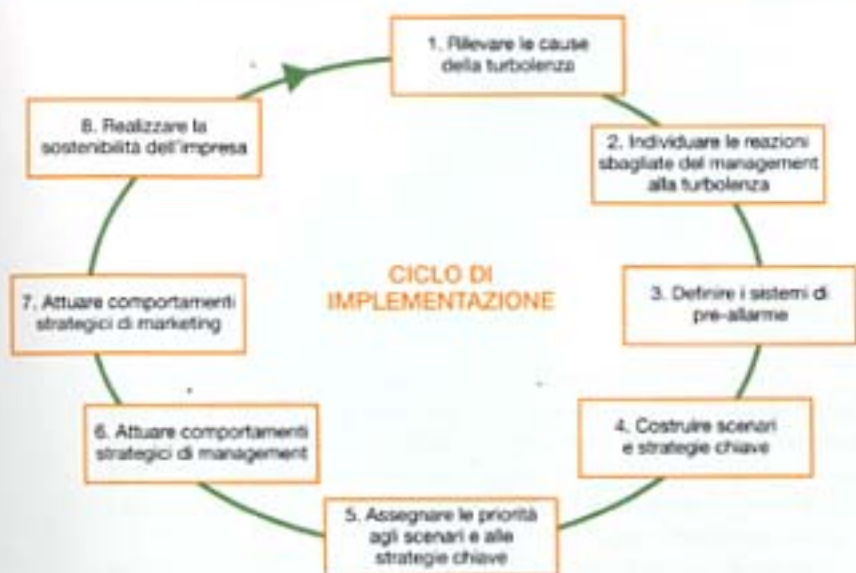 1. Rilevare le cause
della turbolenza
2. Individuare le reazioni
sbagliate del management
alla turbolenza
3. Definire i sistemi di
pre-allarme
4. Costruire scenari
e strategie chiave
5. Assegnare le priorità
agli scenari e alle
strategie chiave
6. Attuare comportamenti
strategici di management
7. Attuare comportamenti
strategici di marketing
8. Realizzare la
sostenibilità dell'impresa
CICLO DI
IMPLEMENTAZIONE